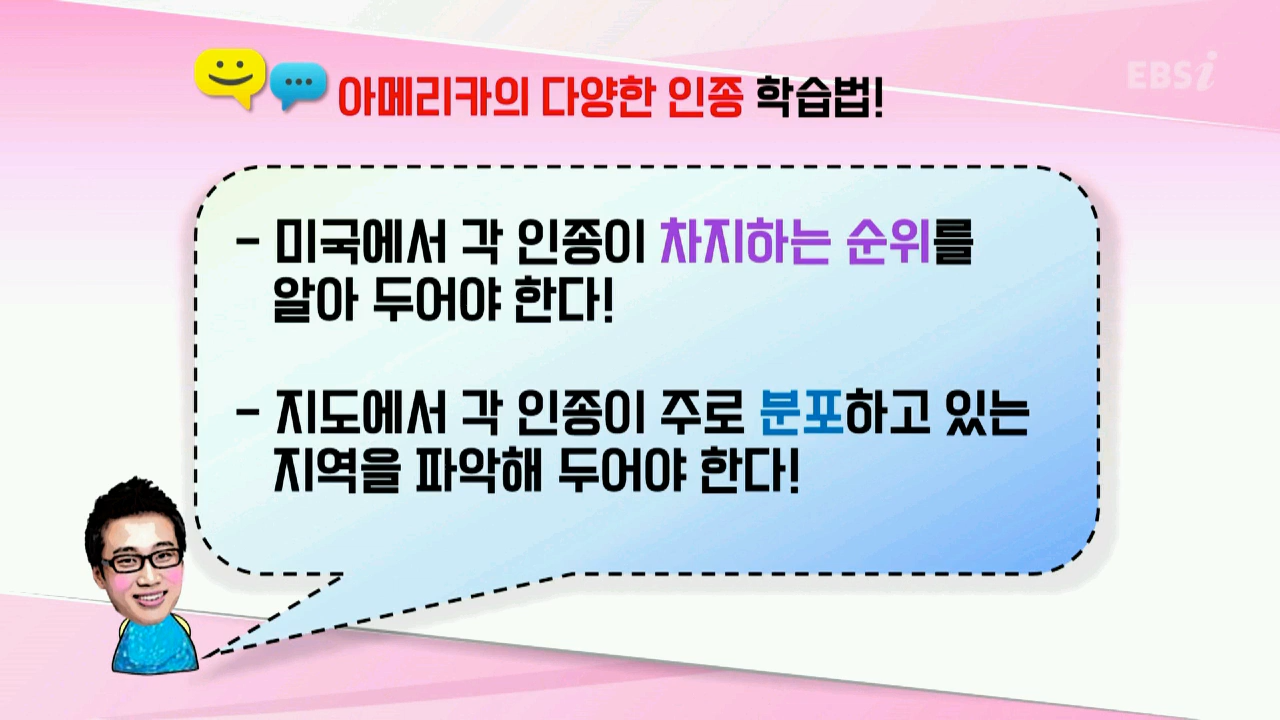 EBSi
아메리카의 다양한 인종 학습법!
- 미국에서 각 인종이 차지하는 순위를
알아 두어야 한다!
- 지도에서 각 인종이 주로 분포하고 있는
지역을 파악해 두어야 한다!